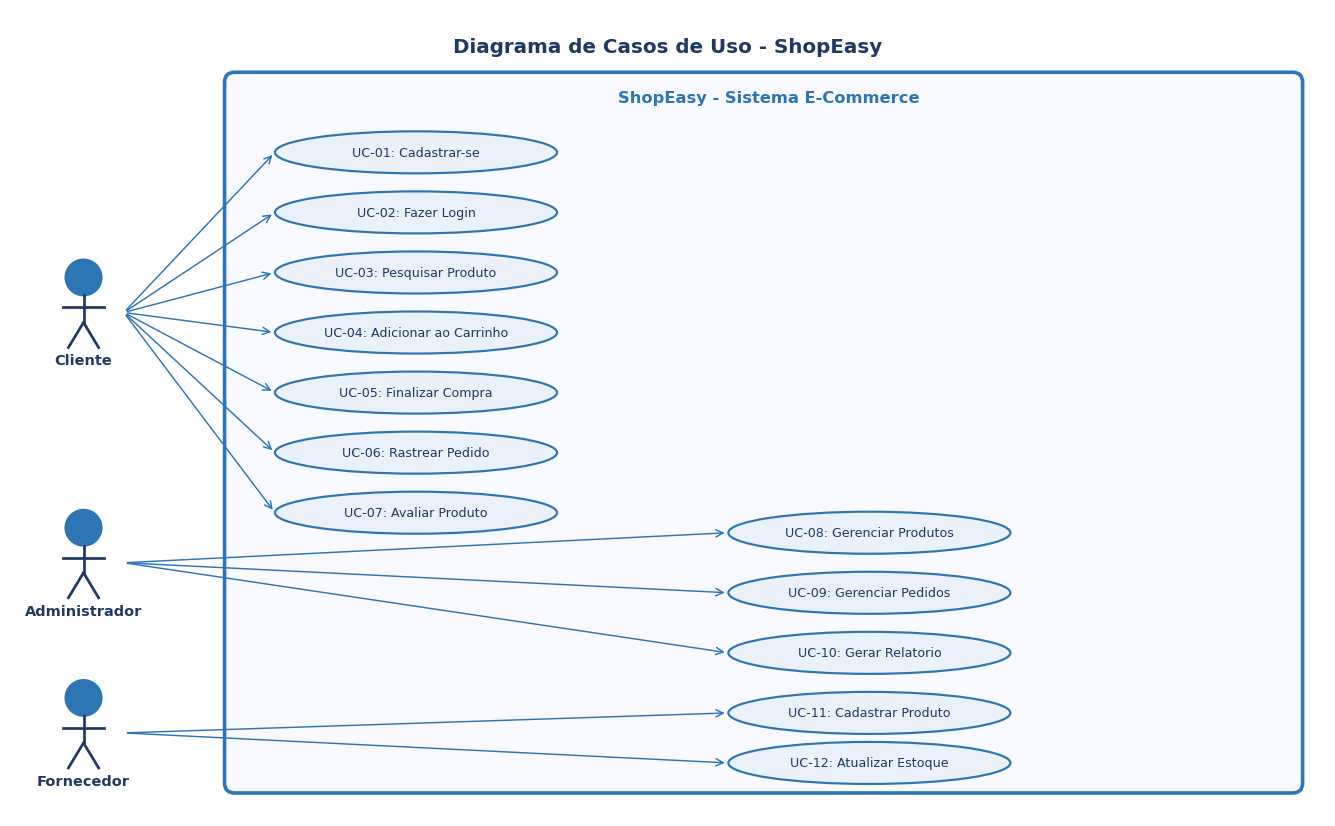 Diagrama de Casos de Uso - ShopEasy
ShopEasy - Sistema E-Commerce
UC-01: Cadastrar-se
UC-02: Fazer Login
UC-03: Pesquisar Produto
UC-04: Adicionar ao Carrinho
Cliente
UC-05: Finalizar Compra
UC-06: Rastrear Pedido
UC-07: Avaliar Produto
UC-08: Gerenciar Produtos
UC-09: Gerenciar Pedidos
Administrador
UC-10: Gerar Relatorio
UC-11: Cadastrar Produto
UC-12: Atualizar Estoque
Fornecedor